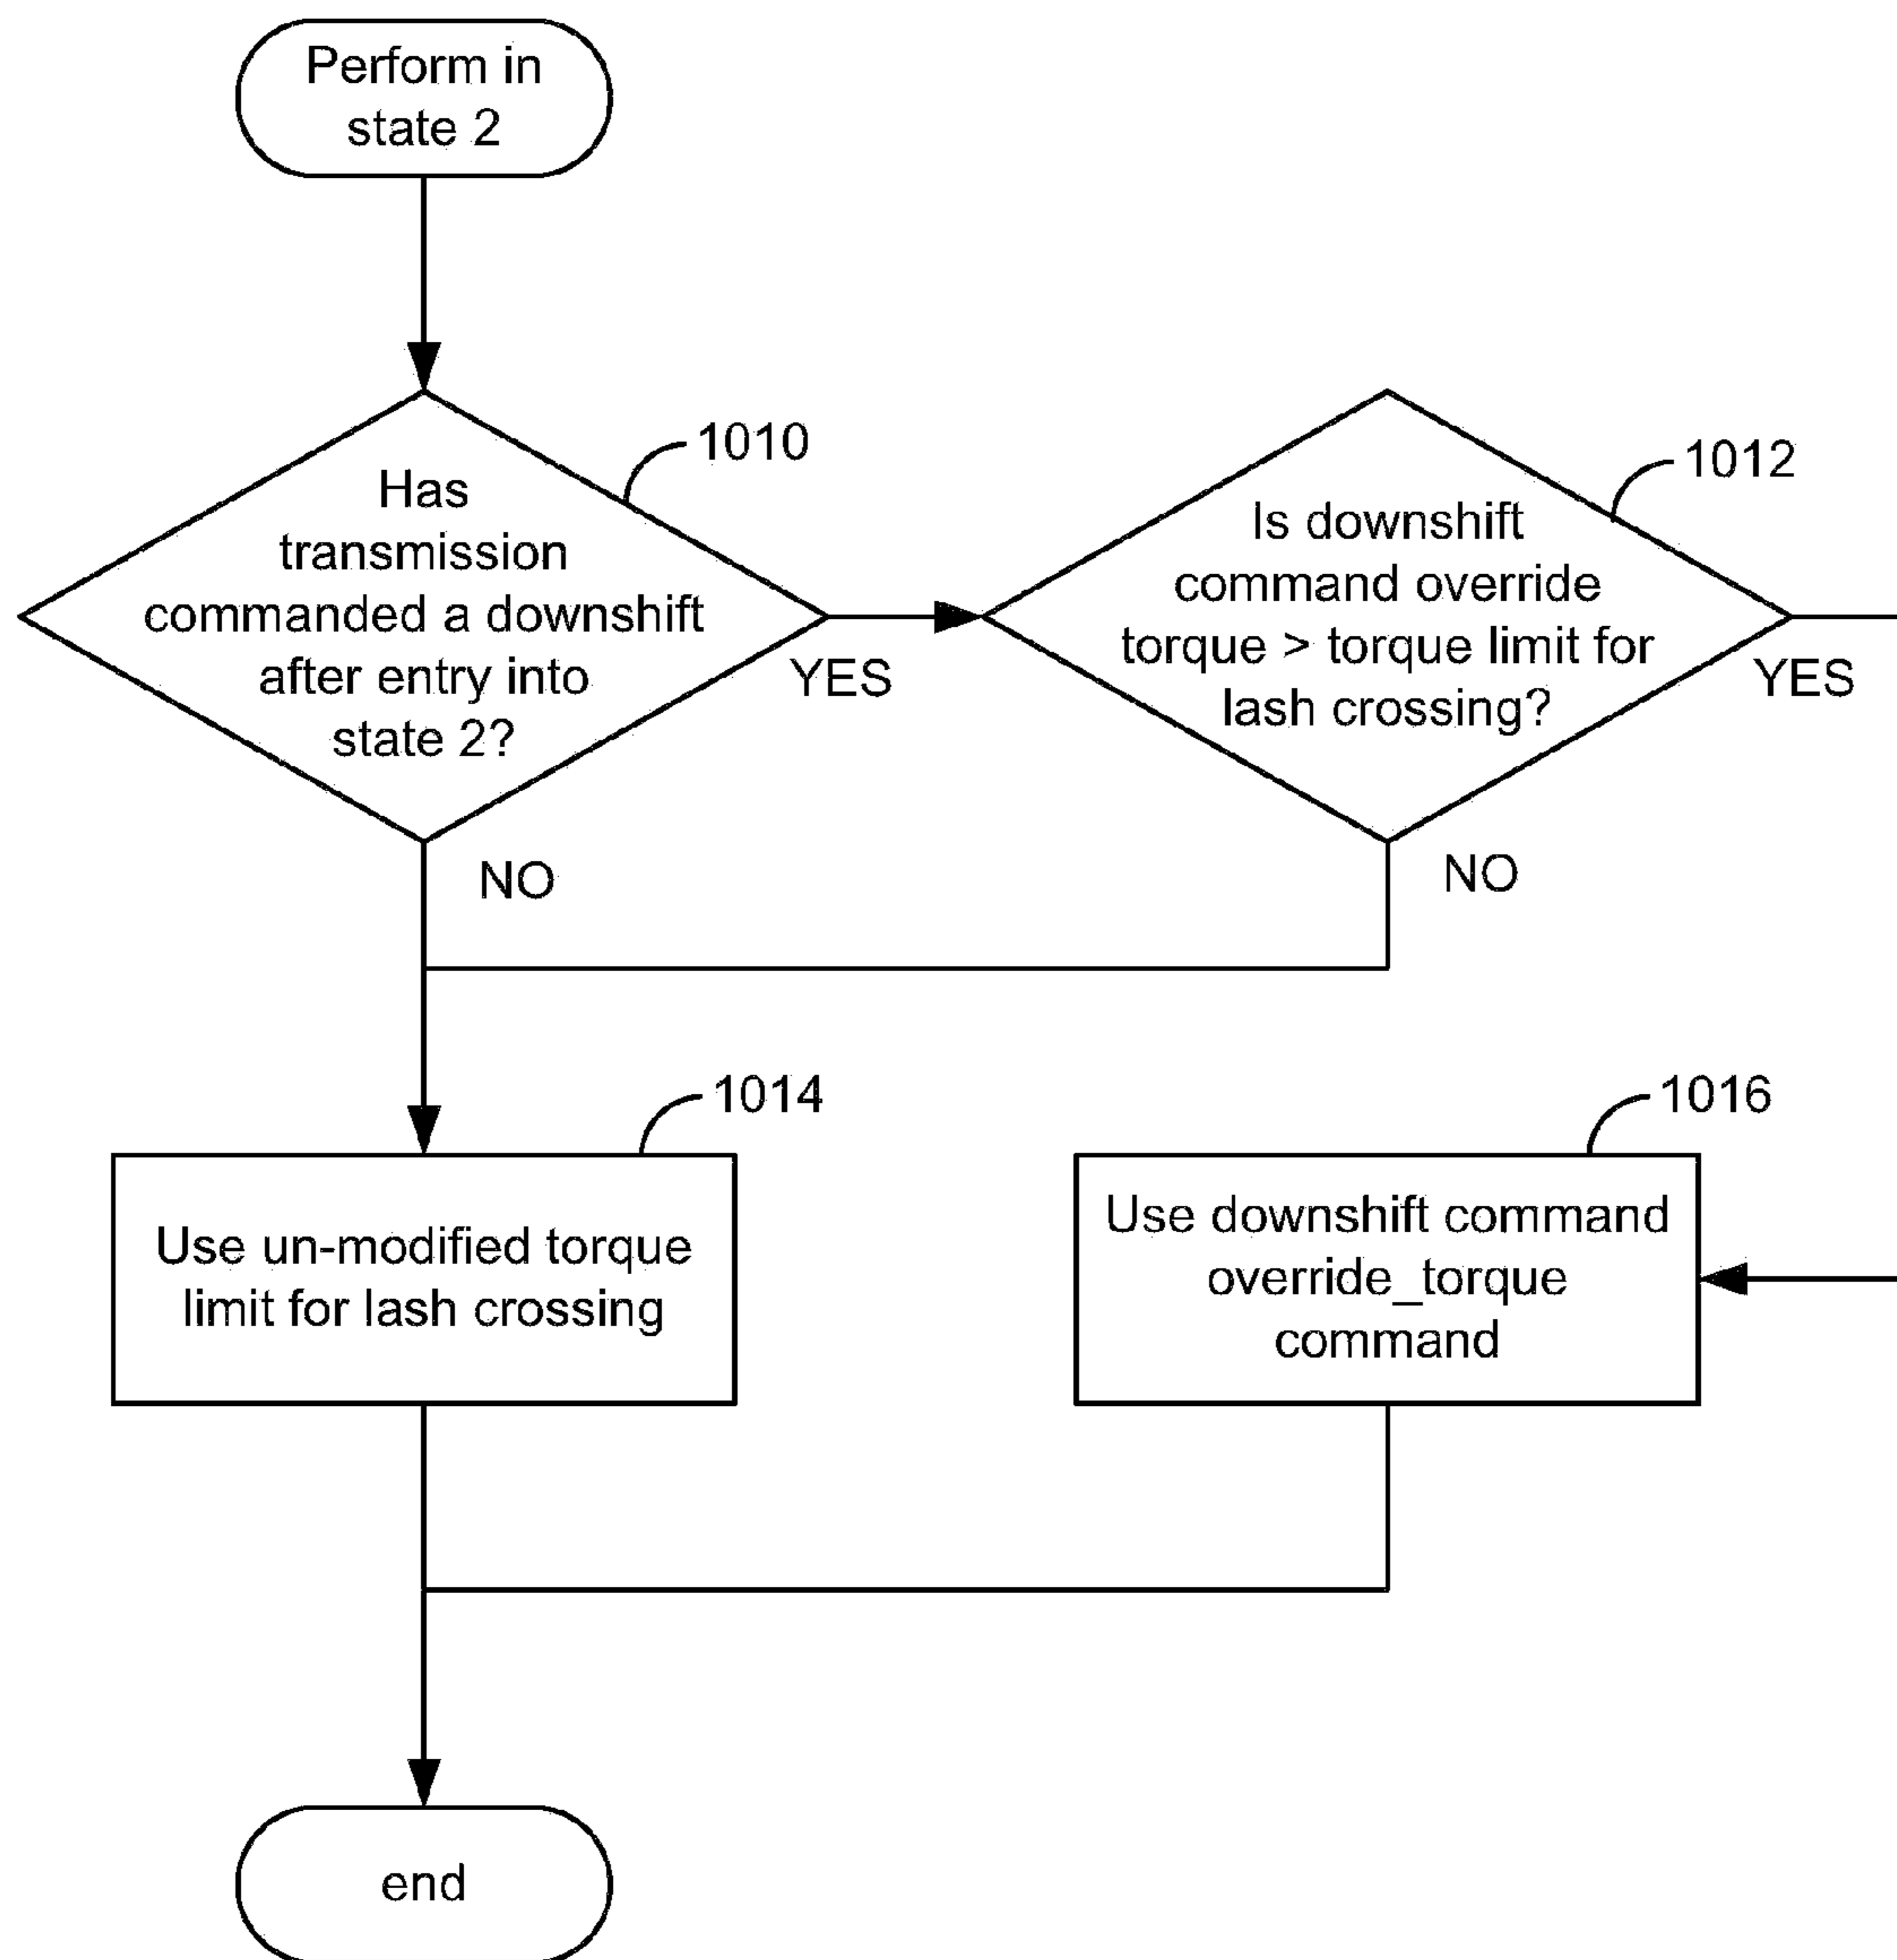 Perform in
state 2
1010
Has
transmission
commanded a downshift
after entry into
state 2?
YES
NO
1012
Is downshift
command override
torque > torque limit for
lash crossing?
YES
NO
1014
Use un-modified torque
limit for lash crossing
1016
Use downshift command
override_torque
command
end